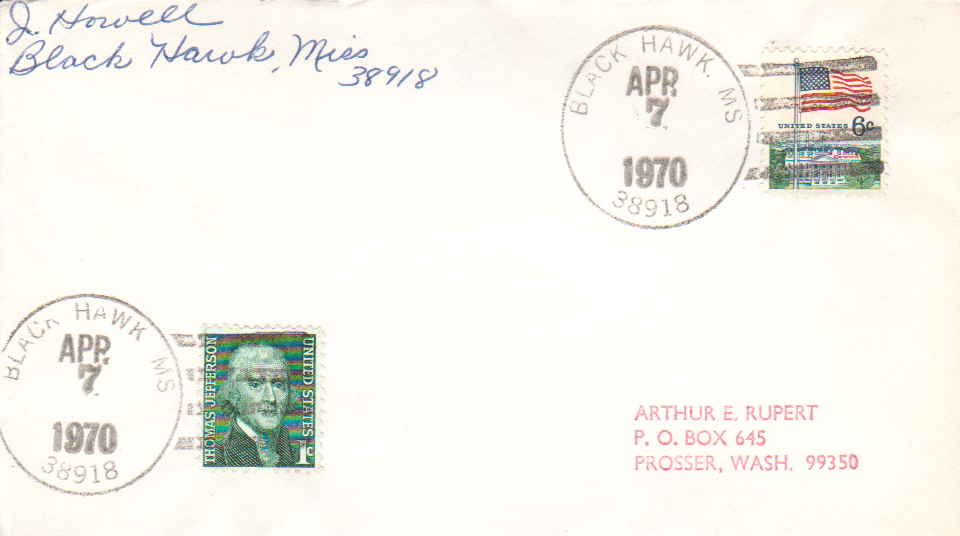 J. Howell
Black Hawk, Miss
38918
BLACK HAWK. MS
APR
7
1970
38918
UNITED STATES 6c
BLACK HAWK MS
APR.
7
1970
38918
THOMAS JEFFERSON
UNITED STATES
1c
ARTHUR E. RUPERT
P. O. BOX 645
PROSSER, WASH. 99350